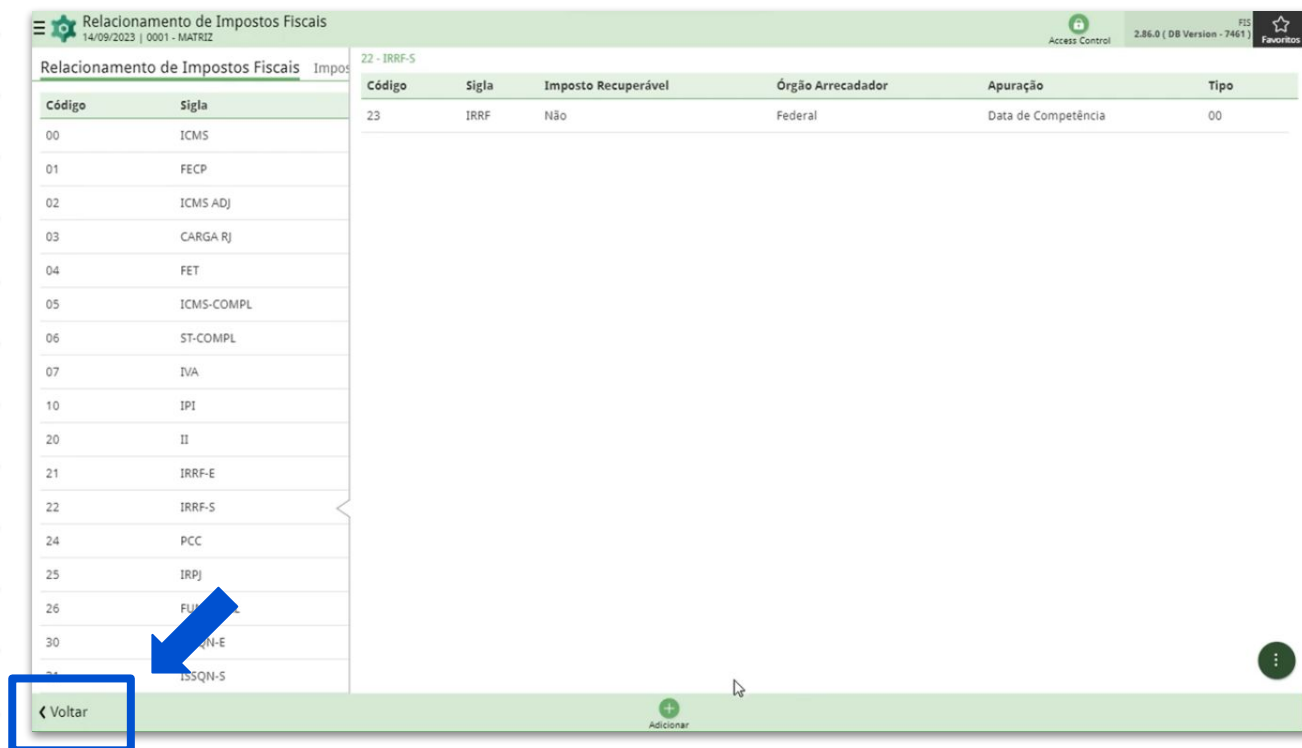 Relacionamento de Impostos Fiscais
14/09/2023 | 0001 - MATRIZ
Access Control
FIS
2.86.0 ( DB Version - 7461 )
Favoritos
Relacionamento de Impostos Fiscais Impos
Código Sigla
00 ICMS
01 FECP
02 ICMS ADJ
03 CARGA RJ
04 FET
05 ICMS-COMPL
06 ST-COMPL
07 IVA
10 IPI
20 II
21 IRRF-E
22 IRRF-S
24 PCC
25 IRPJ
26
30
ISSQN-S
22 - IRRF-S
Código Sigla Imposto Recuperável Órgão Arrecadador Apuração Tipo
23 IRRF Não Federal Data de Competência 00
Voltar
Adicionar